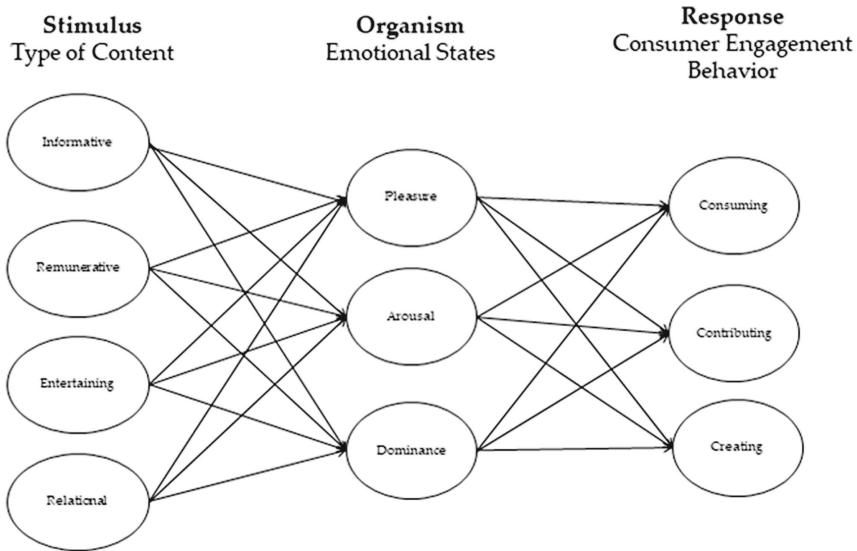 Stimulus
Type of Content
Organism
Emotional States
Response
Consumer Engagement
Behavior
Informative
Remunerative
Entertaining
Relational
Pleasure
Arousal
Dominance
Consuming
Contributing
Creating